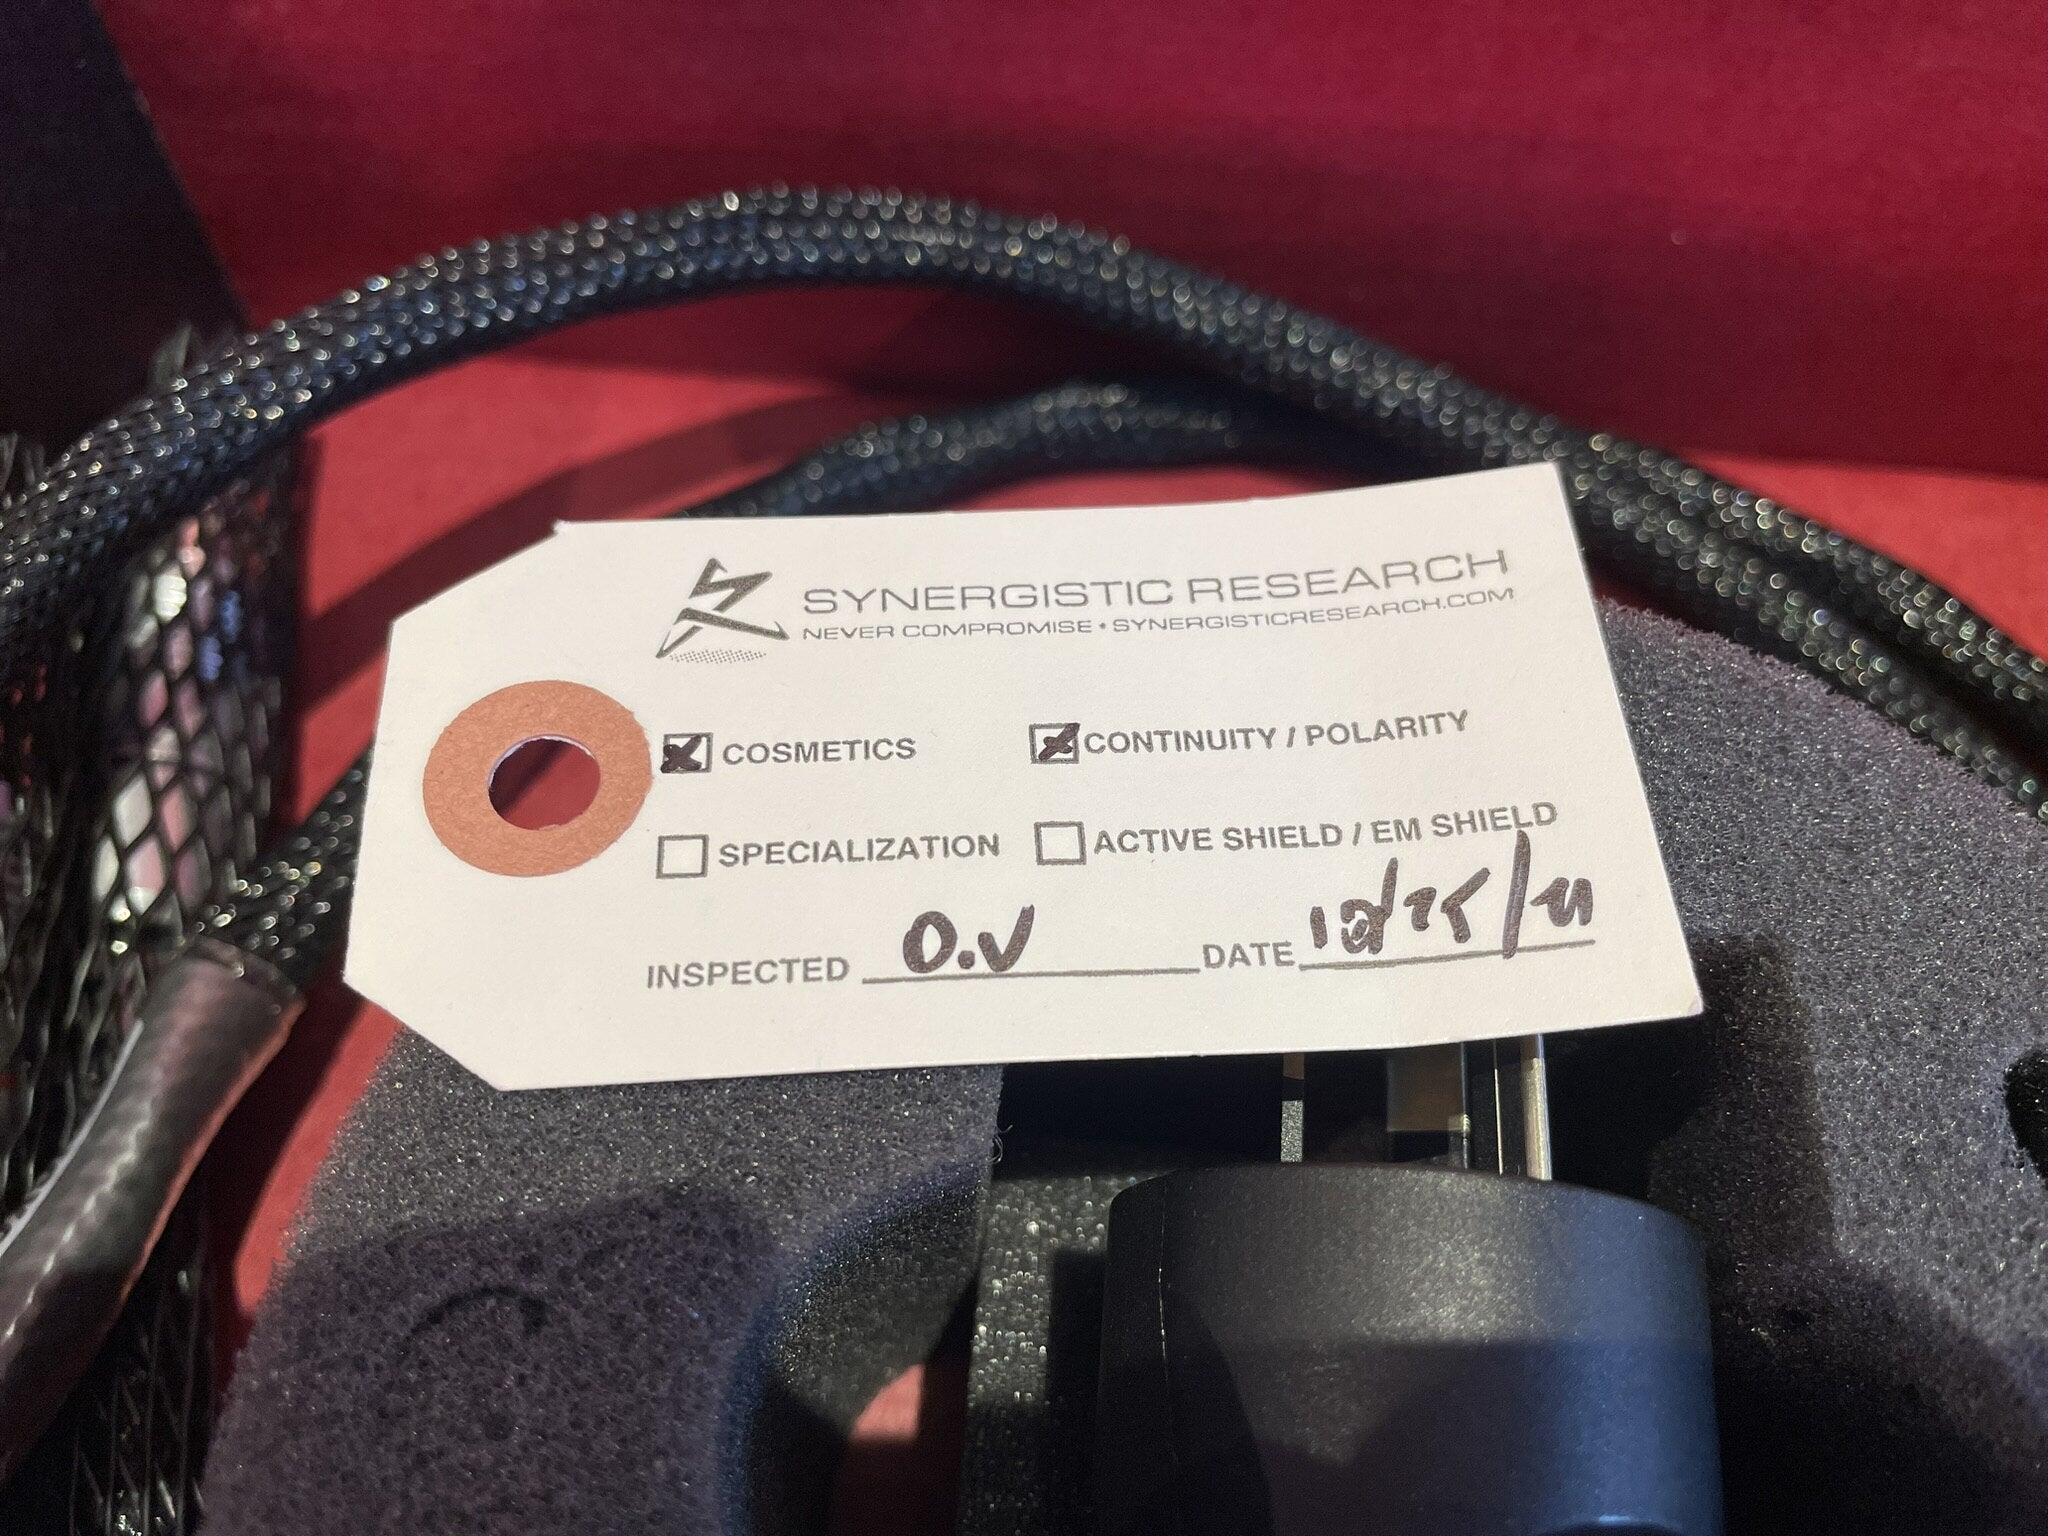 SYNERGISTIC RESEARCH
NEVER COMPROMISE • SYNERGISTICRESEARCH.COM
COSMETICS CONTINUITY / POLARITY
SPECIALIZATION ACTIVE SHIELD / EM SHIELD
INSPECTED O.V DATE